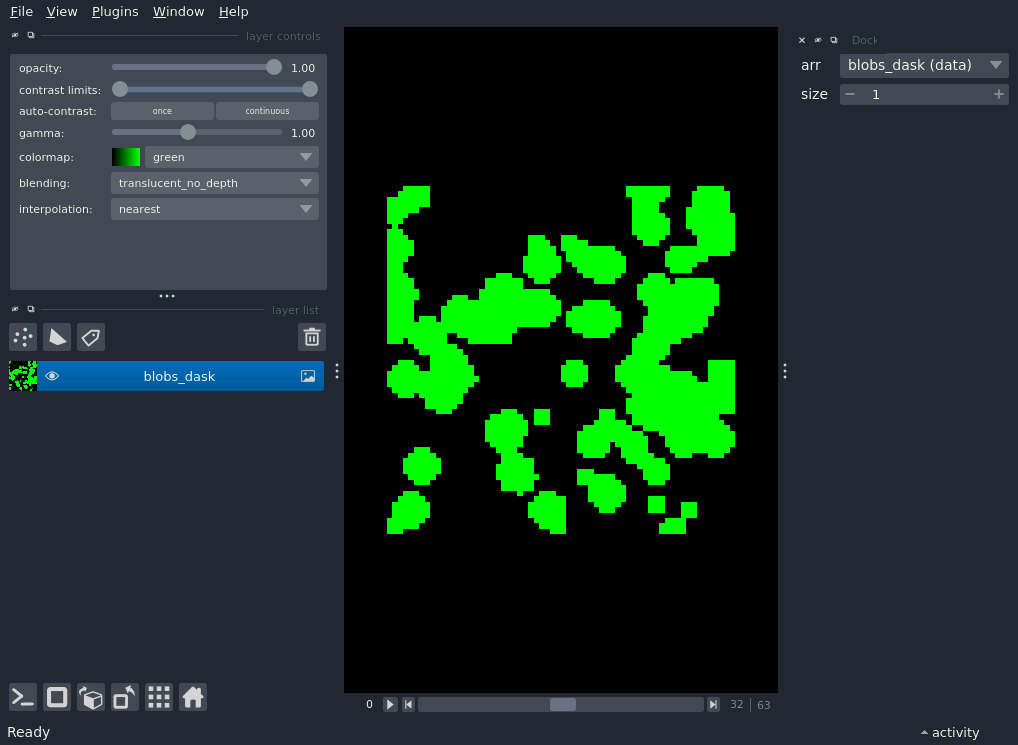 File View Plugins Window Help
layer controls
opacity: 1.00
contrast limits:
auto-contrast: once continuous
gamma: 1.00
colormap: green
blending: translucent_no_depth
interpolation: nearest
layer list
blobs_dask
Dock
arr blobs_dask (data)
size 1
0 32 63
Ready
activity